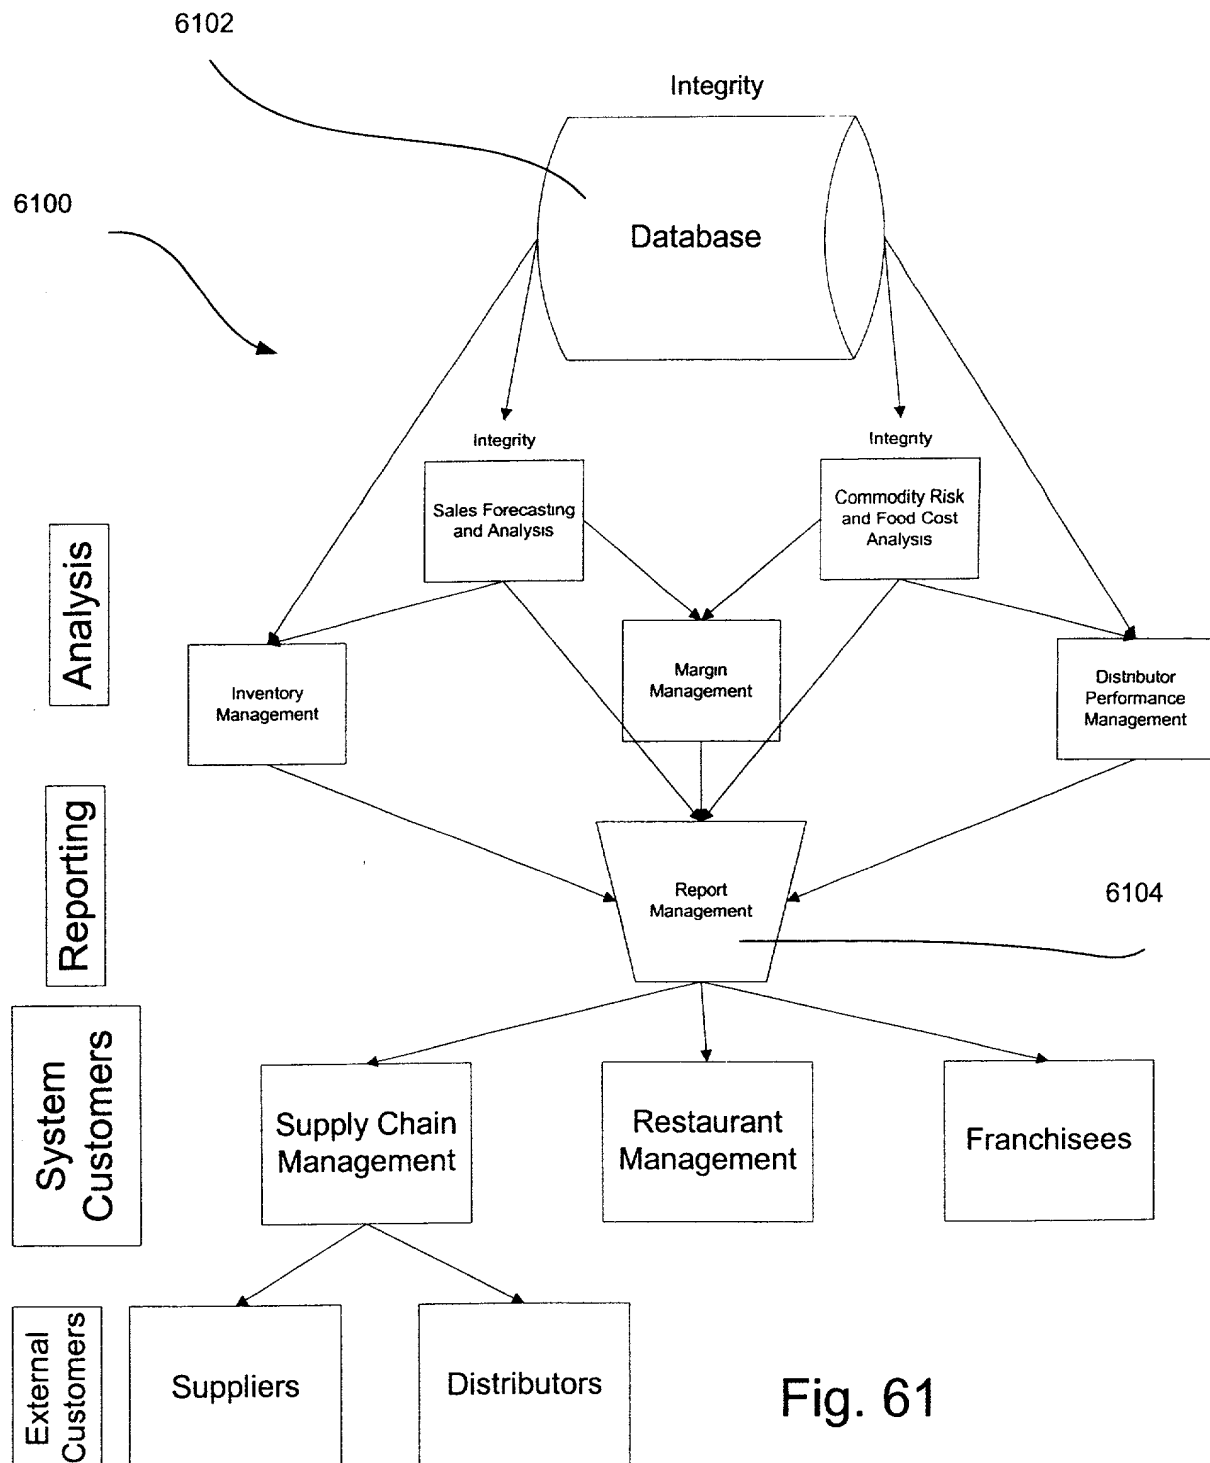 6102
Integrity
6100
Database
Integrity
Integrity
Sales Forecasting
and Analysis
Commodity Risk
and Food Cost
Analysis
Analysis
Inventory
Management
Margin
Management
Distributor
Performance
Management
Reporting
Report
Management
6104
System
Customers
Supply Chain
Management
Restaurant
Management
Franchisees
External
Customers
Suppliers
Distributors
Fig. 61